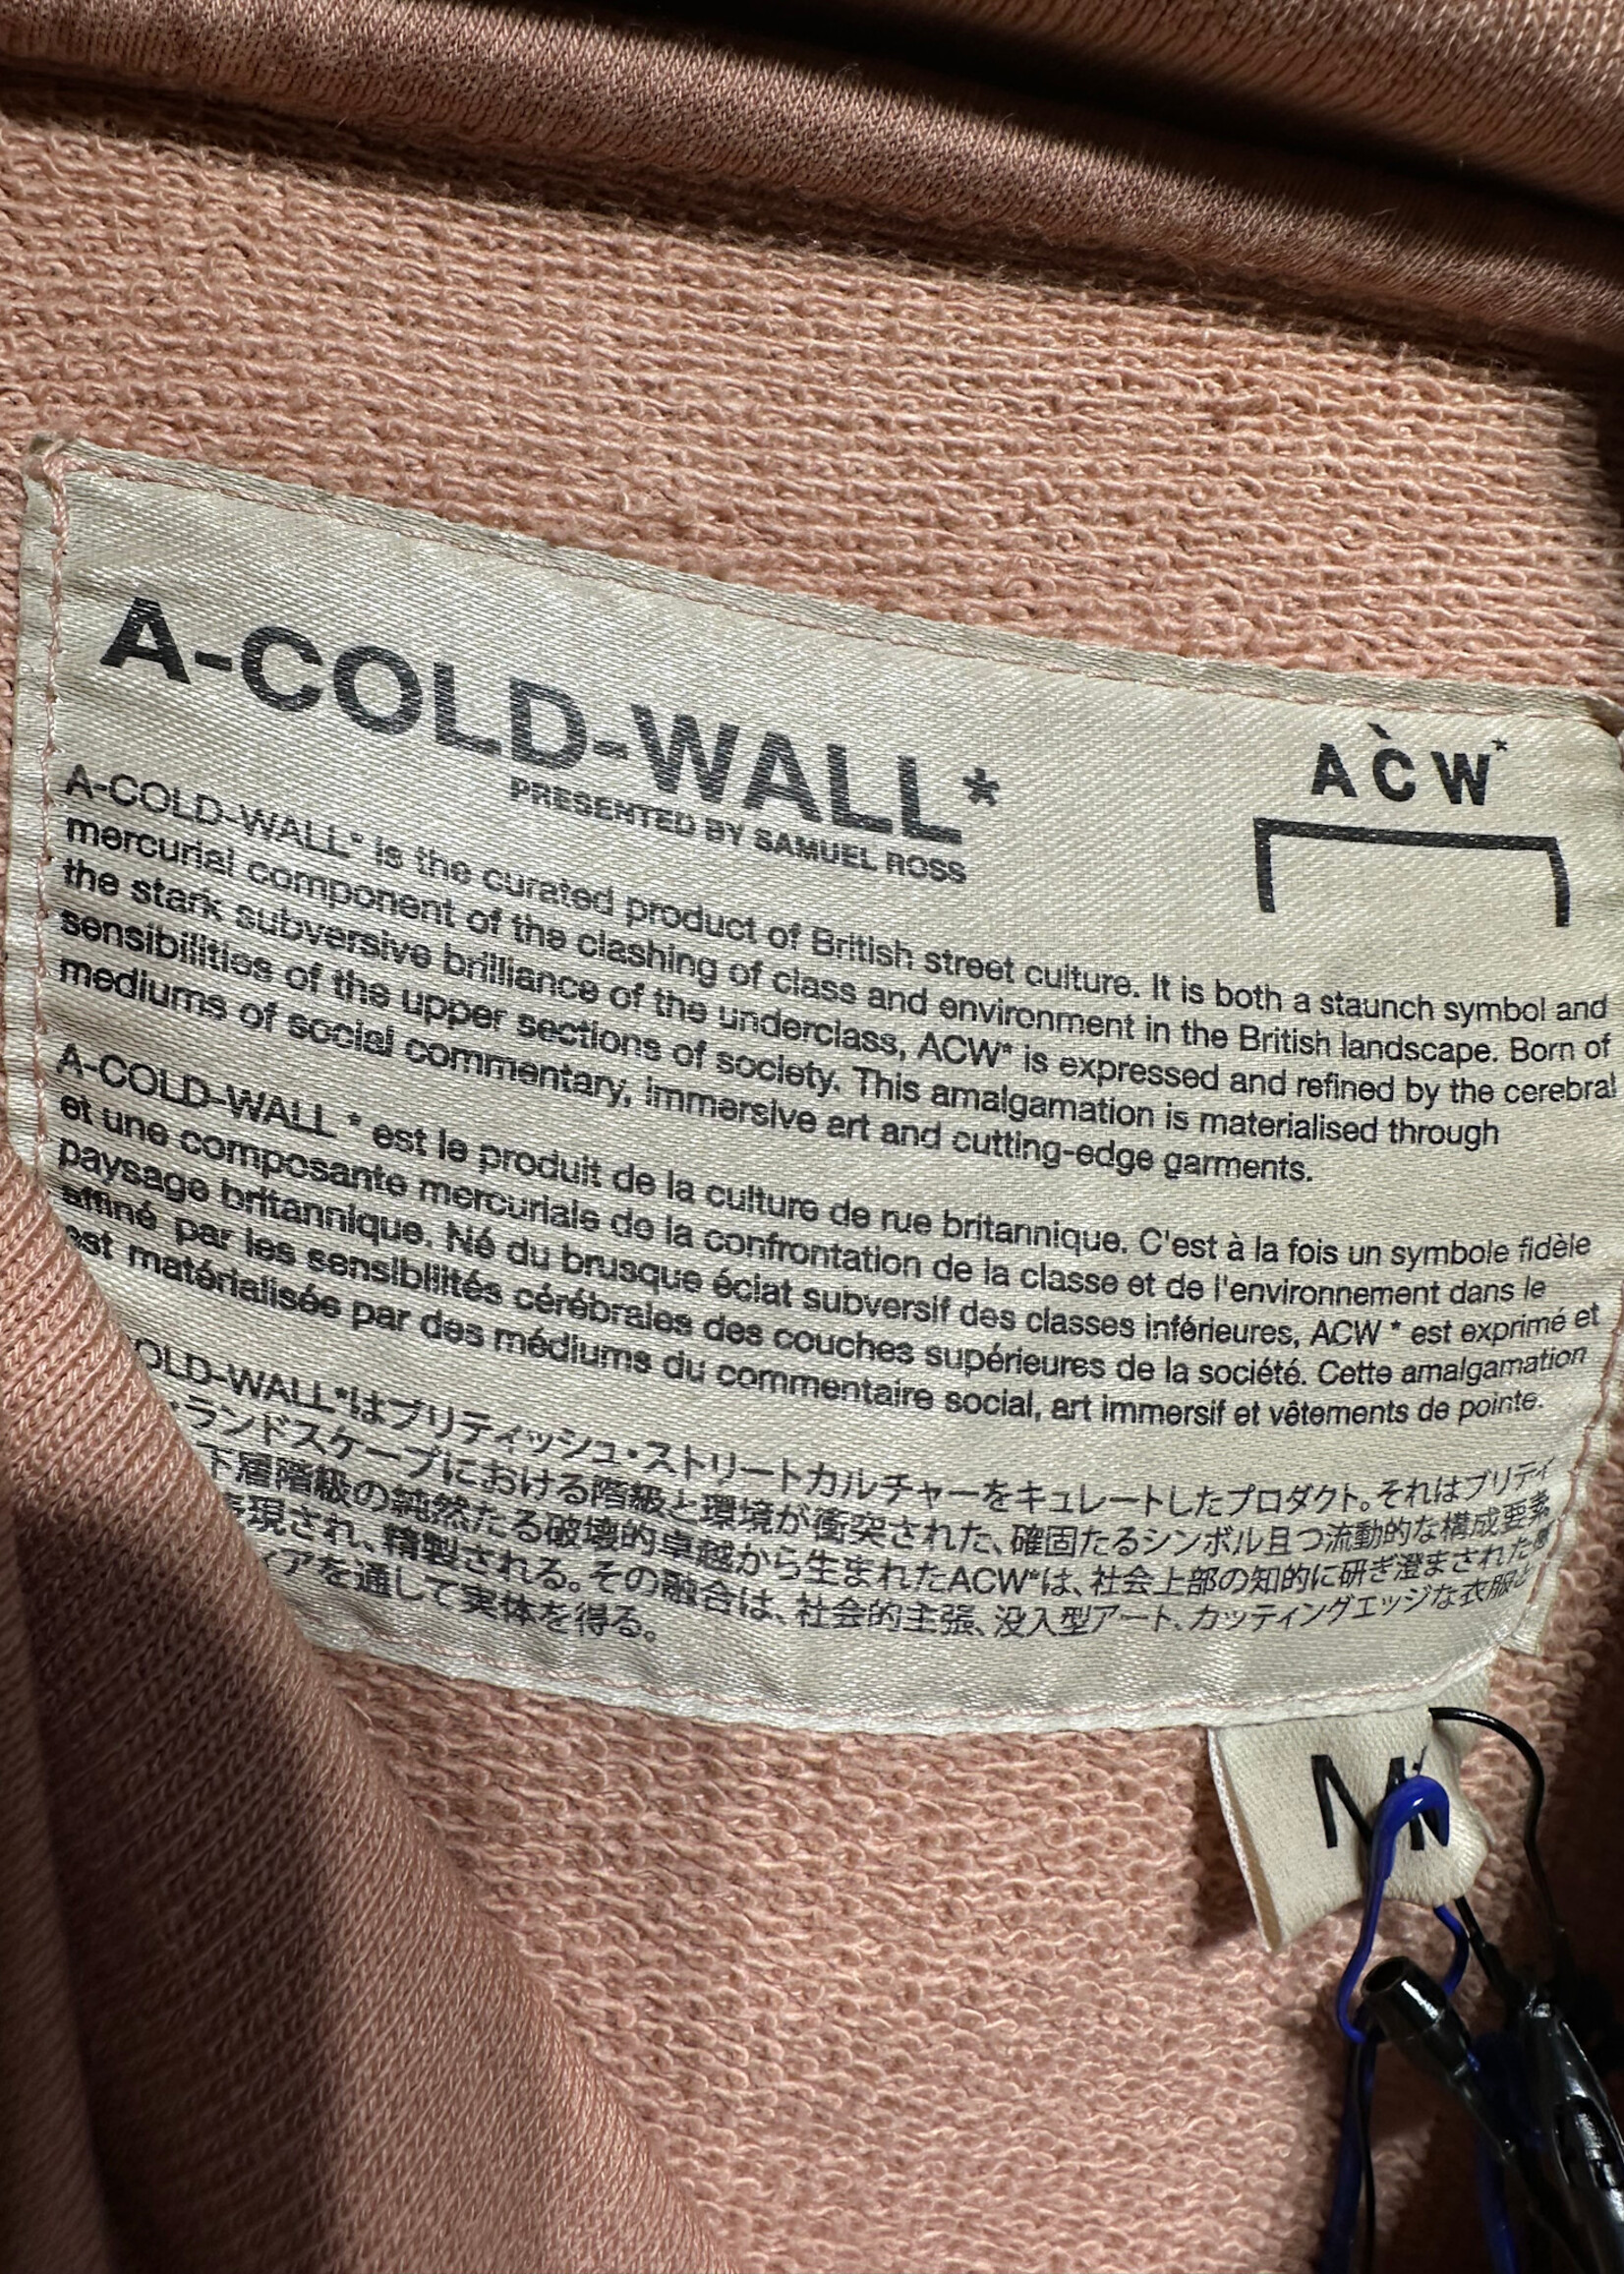 A-COLD-WALL*
PRESENTED BY SAMUEL ROSS
ACW*
A-COLD-WALL* is the curated product of British street culture. It is both a staunch symbol and
mercurial component of the clashing of class and environment in the British landscape. Born of
the stark subversive brilliance of the underclass, ACW* is expressed and refined by the cerebral
sensibilities of the upper sections of society. This amalgamation is materialised through
mediums of social commentary, immersive art and cutting-edge garments.
A-COLD-WALL * est le produit de la culture de rue britannique. C'est à la fois un symbole fidèle
et une composante mercuriale de la confrontation de la classe et de l'environnement dans le
paysage britannique. Né du brusque éclat subversif des classes inférieures, ACW * est exprimé et
affiné par les sensibilités cérébrales des couches supérieures de la société. Cette amalgamation
est matérialisée par des médiums du commentaire social, art immersif et vêtements de pointe.
OLD-WALL*はブリティッシュ・ストリートカルチャーをキュレートしたプロダクト。それはブリティ
・ランドスケープにおける階級と環境が衝突された、確固たるシンボル且つ流動的な構成要素
下層階級の純然たる破壊的卓越から生まれたACW*は、社会上部の知的に研ぎ澄まされた
表現され、精製される。その融合は、社会的主張、没入型アート、カッティングエッジな衣服と
ィアを通して実体を得る。
M